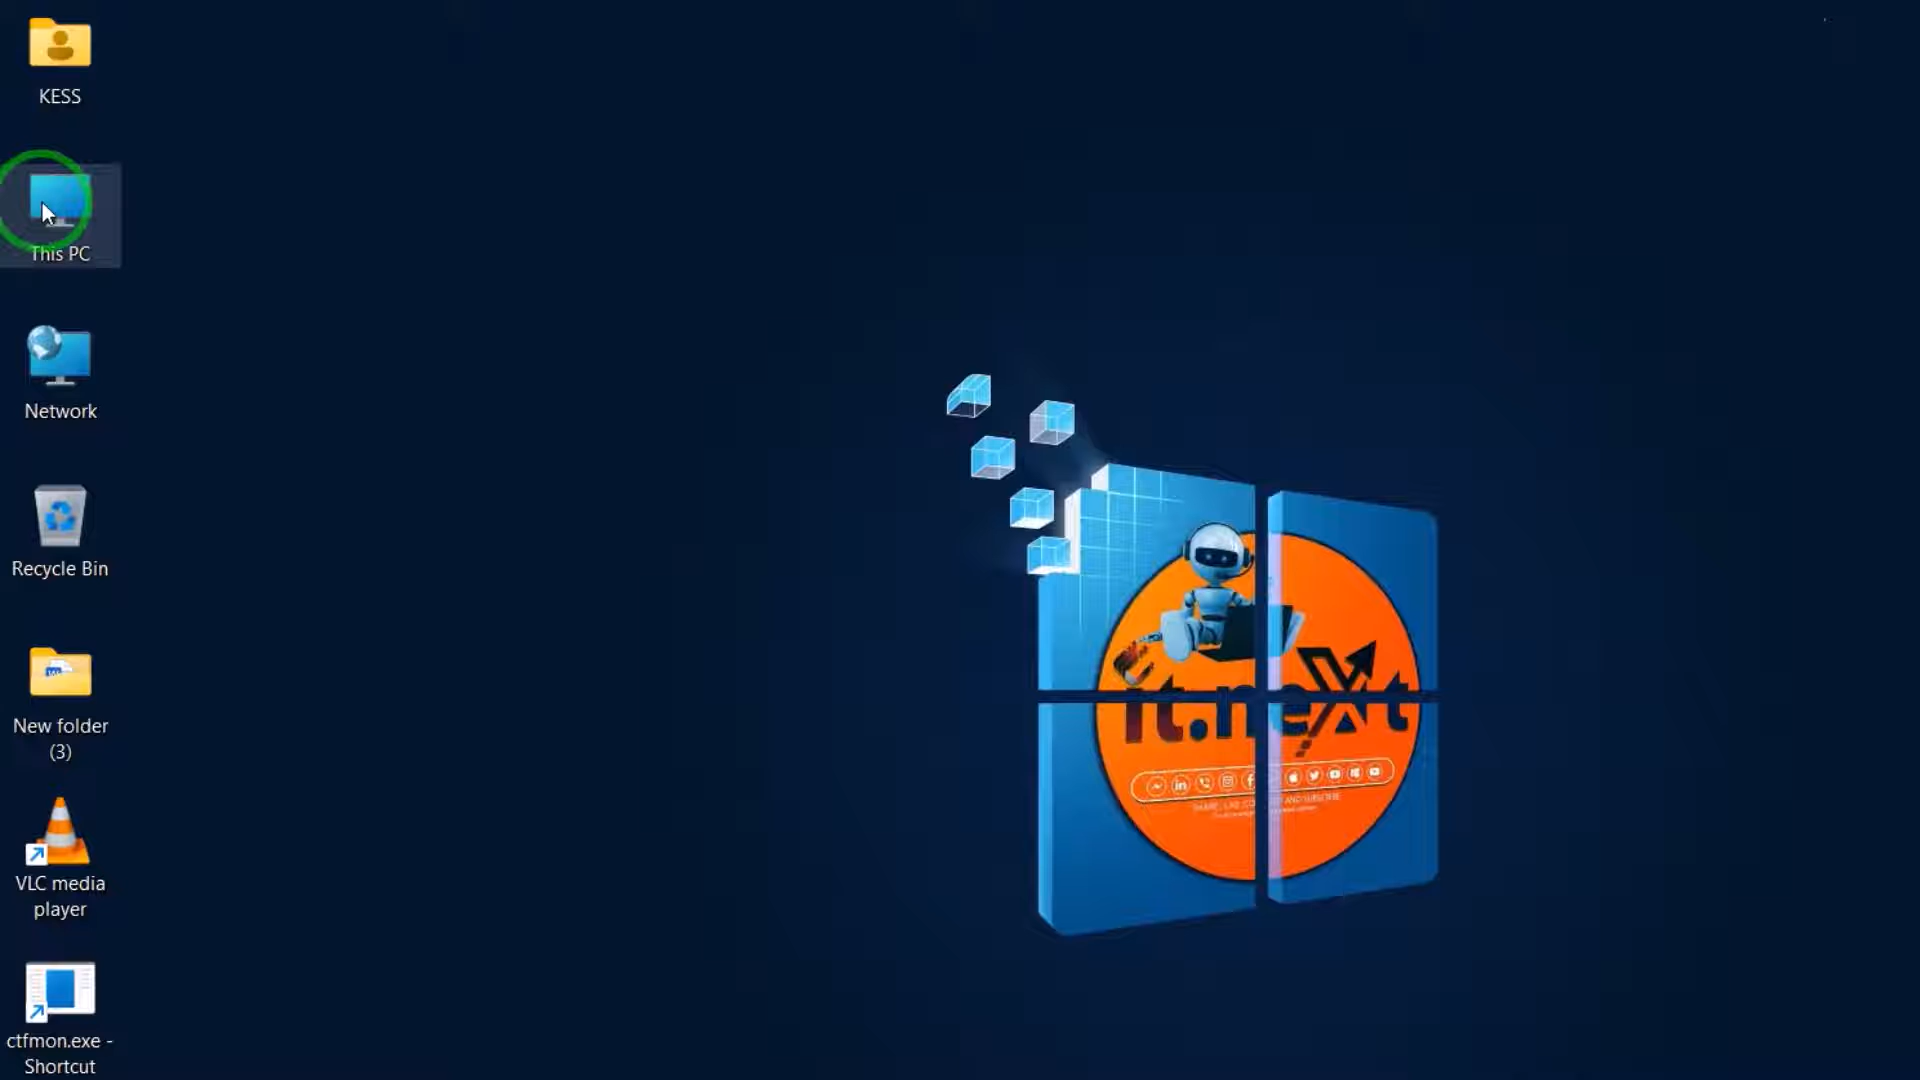 KESS
This PC
Network
Recycle Bin
New folder
(3)
VLC media
player
ctfmon.exe -
Shortcut
it.next